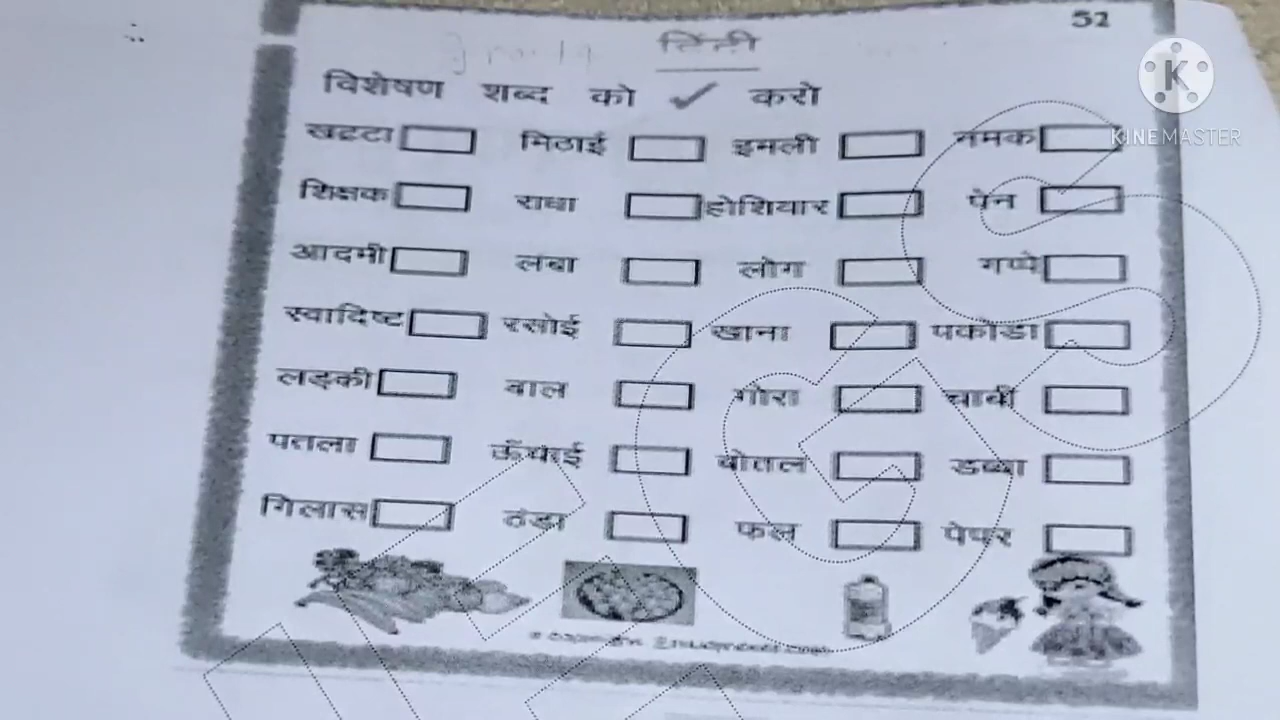 52
हिंदी
विशेषण शब्द को ✓ करो
खट्टा मिठाई इमली नमक
शिक्षक राधा होशियार पेन
आदमी लंबा लोग गप्पे
स्वादिष्ट रसोई खाना पकोडा
लड़की बाल गोरा चाबी
पतला ऊँचाई बोतल डब्बा
गिलास ठंडा फल पेपर
K
KINEMASTER